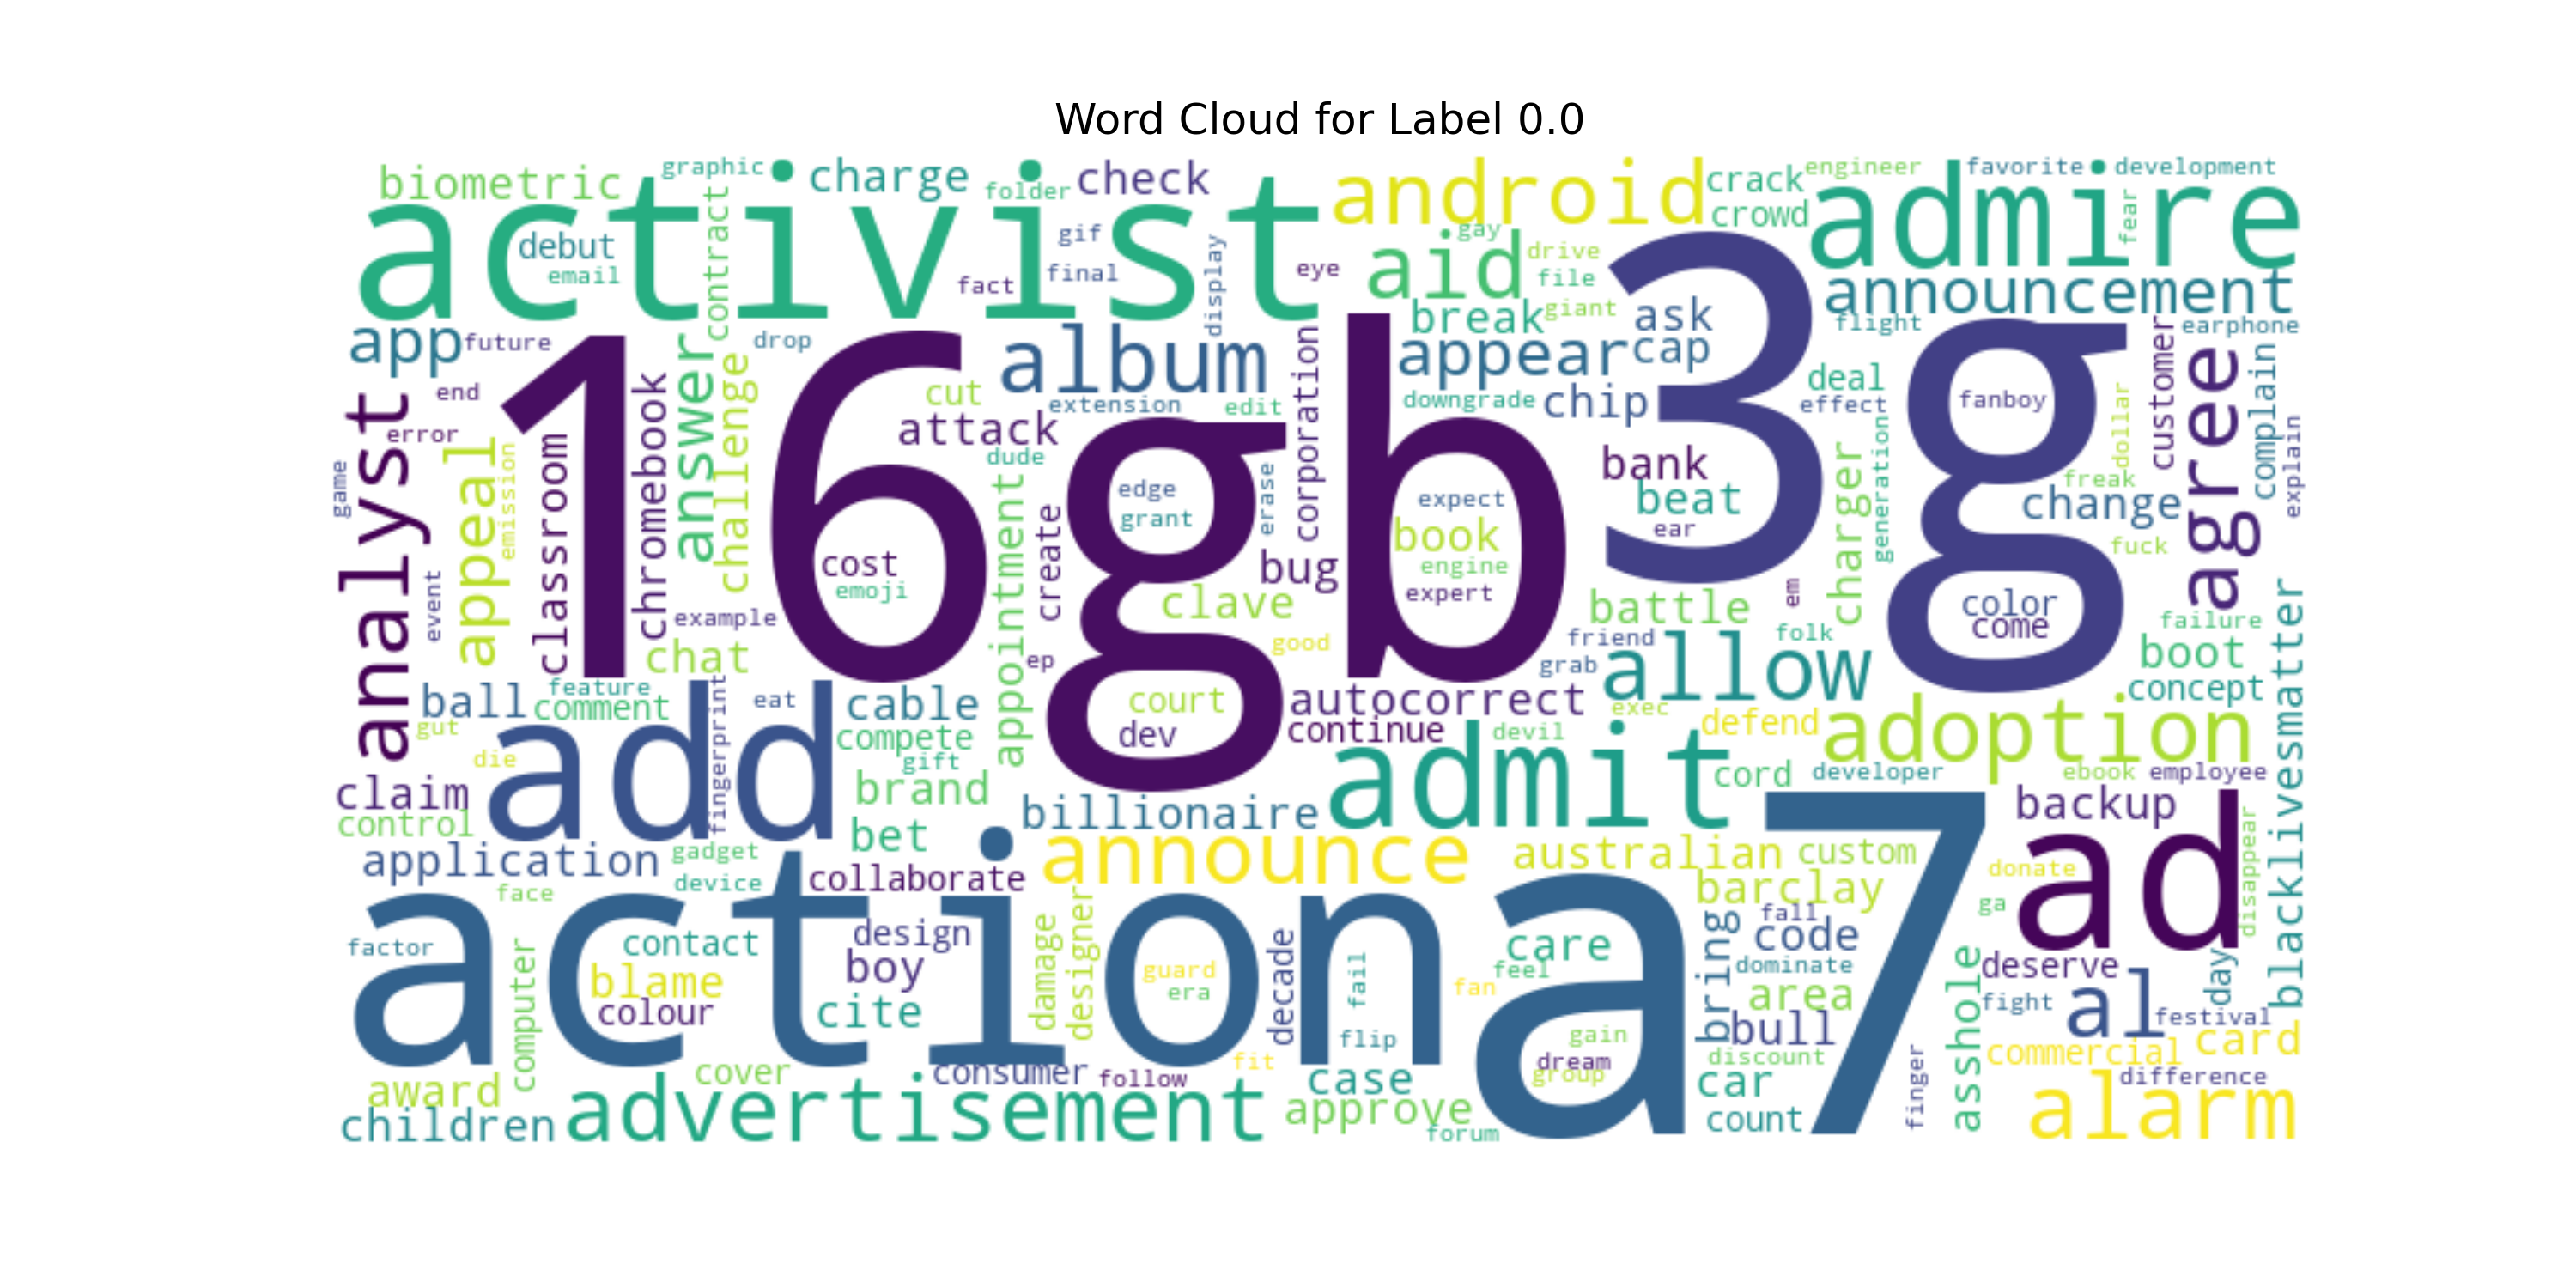 Word Cloud for Label 0.0
biometric
graphic
charge
folder
check
android
crack
engineer
favorite
development
activist
admire
crowd
gay
fear
debut
email
contract
gif
final
fact
display
eye
aid
drive
file
giant
announcement
app
future
drop
album
break
ask
flight
earphone
appear
cap
customer
complain
agree
end
error
answer
challenge
cut
extension
edit
corporation
downgrade
chip
deal
effect
fanboy
dollar
explain
analyst
appeal
emission
game
classroom
chromebook
16gb
3g
attack
dude
edge
grant
erase
expect
book
engine
expert
bank
beat
ear
charger
generation
freak
change
fuck
event
cost
emoji
example
chat
appointment
create
bug
clave
good
ep
battle
em
friend
folk
grab
allow
color
come
failure
boot
concept
blacklivesmatter
ball
feature
comment
gut
die
add
fingerprint
eat
cable
compete
gift
brand
court
dev
autocorrect
continue
devil
exec
defend
adoption
admit
cord
developer
ebook
employee
claim
control
bet
billionaire
backup
ad
disappear
application
gadget
device
face
collaborate
announce
australian
custom
barclay
donate
ga
action
a7
factor
computer
contact
blame
colour
design
boy
cite
damage
designer
guard
era
decade
fail
flip
fan
feel
care
bring
fall
code
dominate
area
bull
discount
gain
dream
group
deserve
day
fight
al
festival
asshole
commercial
card
difference
award
children
cover
consumer
follow
fit
advertisement
case
approve
forum
car
count
finger
alarm